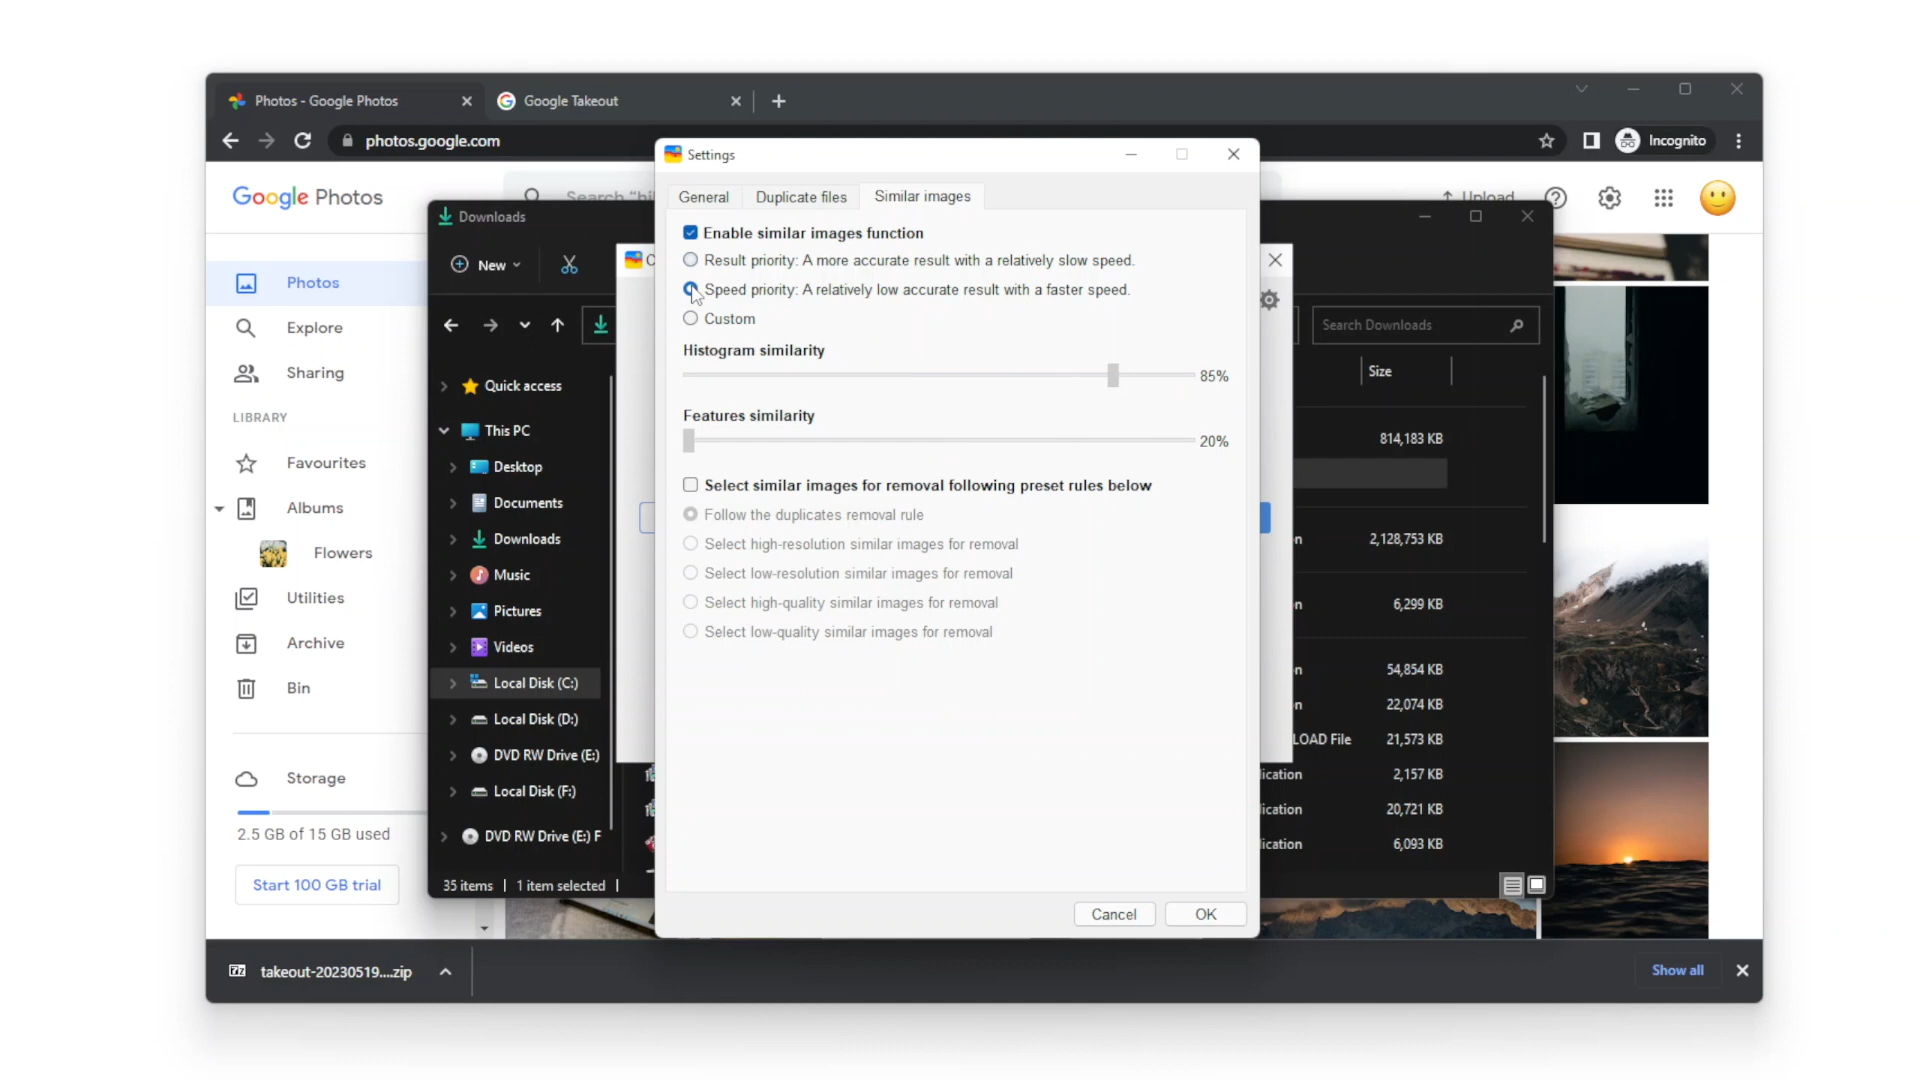 Photos - Google Photos
Google Takeout
photos.google.com
Incognito
Google Photos
Upload
Photos
Explore
Sharing
LIBRARY
Favourites
Albums
Flowers
Utilities
Archive
Bin
Storage
2.5 GB of 15 GB used
Start 100 GB trial
Downloads
New
Quick access
This PC
Desktop
Documents
Downloads
Music
Pictures
Videos
Local Disk (C:)
Local Disk (D:)
DVD RW Drive (E:)
Local Disk (F:)
DVD RW Drive (E:) F
35 items
1 item selected
Settings
General
Duplicate files
Similar images
Enable similar images function
Result priority: A more accurate result with a relatively slow speed.
Speed priority: A relatively low accurate result with a faster speed.
Custom
Histogram similarity
85%
Features similarity
20%
Select similar images for removal following preset rules below
Follow the duplicates removal rule
Select high-resolution similar images for removal
Select low-resolution similar images for removal
Select high-quality similar images for removal
Select low-quality similar images for removal
Cancel
OK
Search Downloads
Size
814,183 KB
2,128,753 KB
6,299 KB
54,854 KB
22,074 KB
LOAD File 21,573 KB
ication 2,157 KB
ication 20,721 KB
ication 6,093 KB
takeout-20230519....zip
Show all